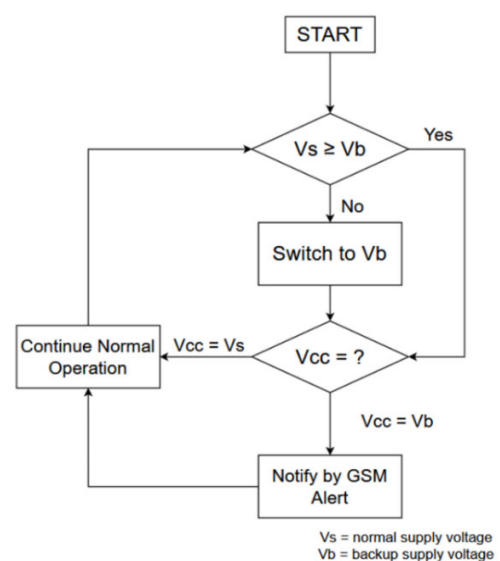 START
Vs ≥ Vb
Yes
No
Switch to Vb
Continue Normal
Operation
Vcc = Vs
Vcc = ?
Vcc = Vb
Notify by GSM
Alert
Vs = normal supply voltage
Vb = backup supply voltage